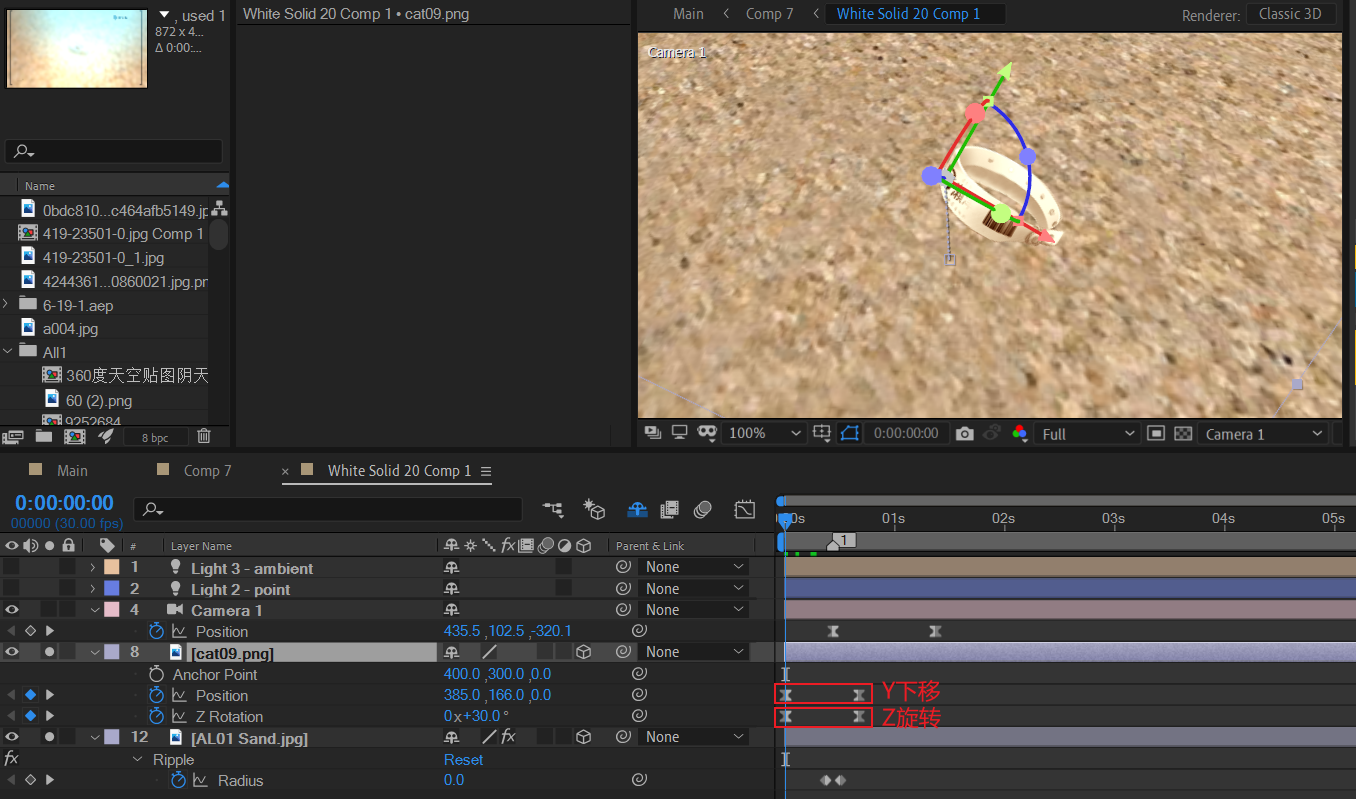 , used 1
872 x 4...
Δ 0:00:...
Name
0bdc810...c464afb5149.jp
419-23501-0.jpg Comp 1
419-23501-0_1.jpg
4244361...0860021.jpg.pn
6-19-1.aep
a004.jpg
All1
360度天空贴图阴天
60 (2).png
9252684
8 bpc
White Solid 20 Comp 1 • cat09.png
Main Comp 7 White Solid 20 Comp 1 Renderer: Classic 3D
Camera 1
100% 0:00:00:00 Full Camera 1
Main Comp 7 × White Solid 20 Comp 1
0:00:00:00
00000 (30.00 fps)
0s 01s 02s 03s 04s 05s
# Layer Name fx Parent & Link 1
1 Light 3 - ambient None
2 Light 2 - point None
4 Camera 1 None
Position 435.5 ,102.5 ,-320.1
8 [cat09.png] None
Anchor Point 400.0 ,300.0 ,0.0
Position 385.0 ,166.0 ,0.0 Y下移
Z Rotation 0x+30.0 ° Z旋转
12 [AL01 Sand.jpg] fx None
fx Ripple Reset
Radius 0.0